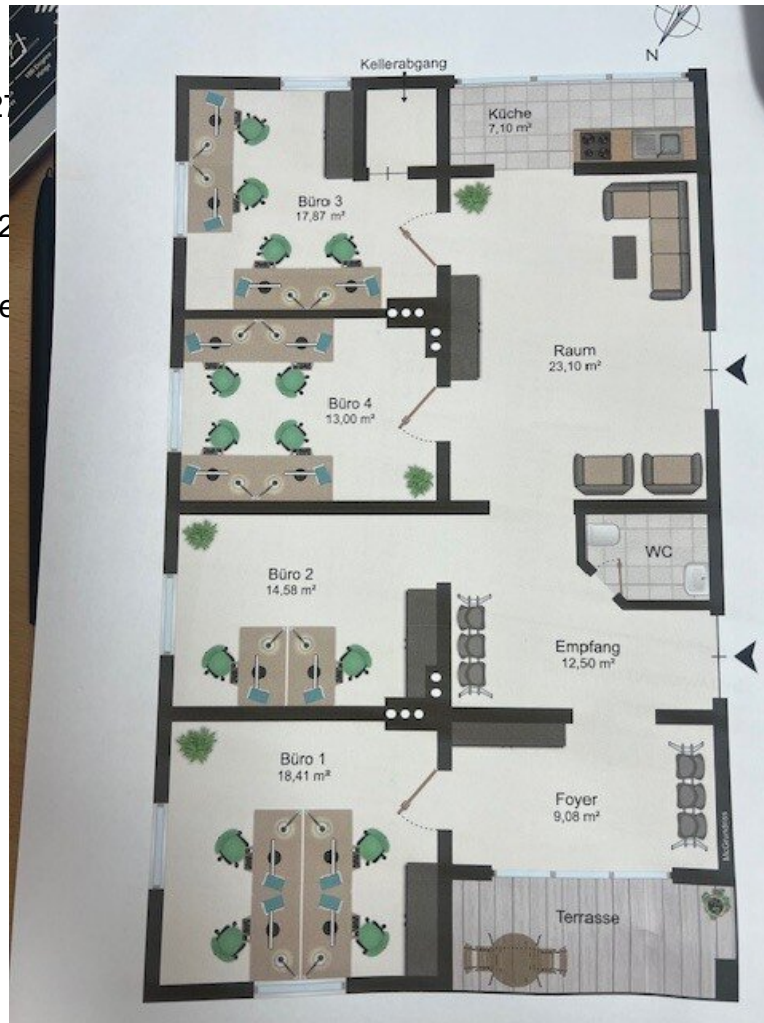 N
Kellerabgang
Küche
7,10 m²
Büro 3
17,87 m²
Raum
23,10 m²
Büro 4
13,00 m²
WC
Büro 2
14,58 m²
Empfang
12,50 m²
Büro 1
18,41 m²
Foyer
9,08 m²
McGrundriss
Terrasse